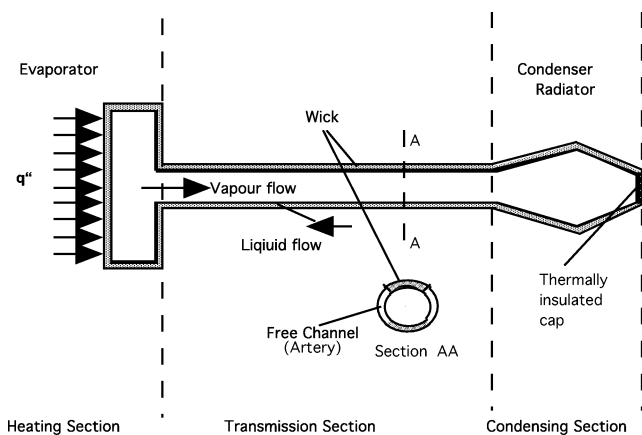 Evaporator
Condenser
Radiator
Wick
A
q“
Vapour flow
Liqiuid flow
A
Thermally
insulated
cap
Free Channel
(Artery)
Section AA
Heating Section
Transmission Section
Condensing Section